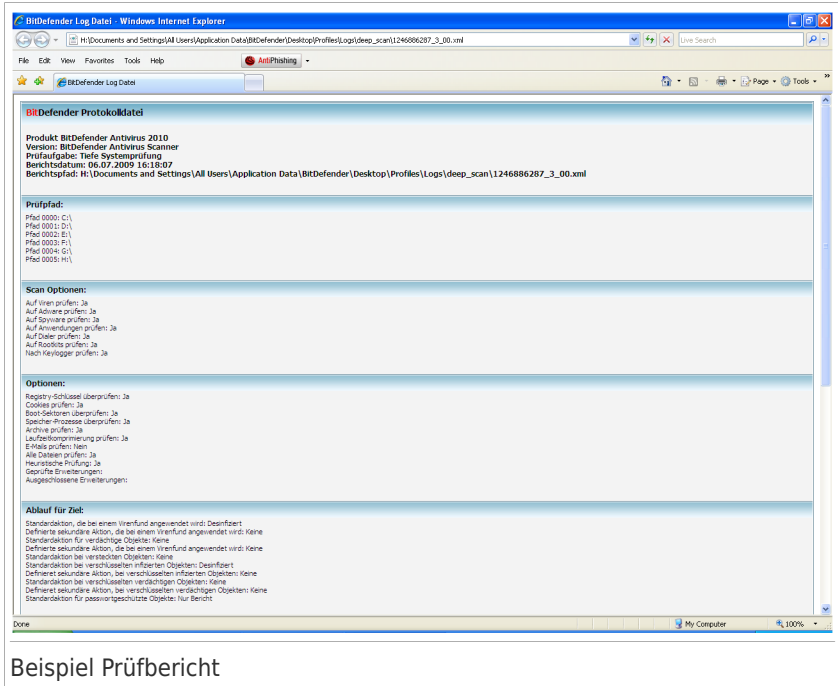 BitDefender Log Datei - Windows Internet Explorer
H:\Documents and Settings\All Users\Application Data\BitDefender\Desktop\Profiles\Logs\deep_scan\1246886287_3_00.xml
Live Search
File Edit View Favorites Tools Help
AntiPhishing
BitDefender Log Datei
Page
Tools
BitDefender Protokolldatei
Produkt BitDefender Antivirus 2010
Version: BitDefender Antivirus Scanner
Prüfaufgabe: Tiefe Systemprüfung
Berichtsdatum: 06.07.2009 16:18:07
Berichtspfad: H:\Documents and Settings\All Users\Application Data\BitDefender\Desktop\Profiles\Logs\deep_scan\1246886287_3_00.xml
Prüfpfad:
Pfad 0000: C:\
Pfad 0001: D:\
Pfad 0002: E:\
Pfad 0003: F:\
Pfad 0004: G:\
Pfad 0005: H:\
Scan Optionen:
Auf Viren prüfen: Ja
Auf Adware prüfen: Ja
Auf Spyware prüfen: Ja
Auf Anwendungen prüfen: Ja
Auf Dialer prüfen: Ja
Auf Rootkits prüfen: Ja
Nach Keylogger prüfen: Ja
Optionen:
Registry-Schlüssel überprüfen: Ja
Cookies prüfen: Ja
Boot-Sektoren überprüfen: Ja
Speicher-Prozesse überprüfen: Ja
Archive prüfen: Ja
Laufzeitkomprimierung prüfen: Ja
E-Mails prüfen: Nein
Alle Dateien prüfen: Ja
Heuristische Prüfung: Ja
Geprüfte Erweiterungen:
Ausgeschlossene Erweiterungen:
Ablauf für Ziel:
Standardaktion, die bei einem Virenfund angewendet wird: Desinfiziert
Definierte sekundäre Aktion, die bei einem Virenfund angewendet wird: Keine
Standardaktion für verdächtige Objekte: Keine
Definierte sekundäre Aktion, die bei einem Virenfund angewendet wird: Keine
Standardaktion bei versteckten Objekten: Keine
Standardaktion bei verschlüsselten infizierten Objekten: Desinfiziert
Definieret sekundäre Aktion, bei verschlüsselten infizierten Objekten: Keine
Standardaktion bei verschlüsselten verdächtigen Objekten: Keine
Definieret sekundäre Aktion, bei verschlüsselten verdächtigen Objekten: Keine
Standardaktion für passwortgeschützte Objekte: Nur Bericht
Done
My Computer
100%
Beispiel Prüfbericht